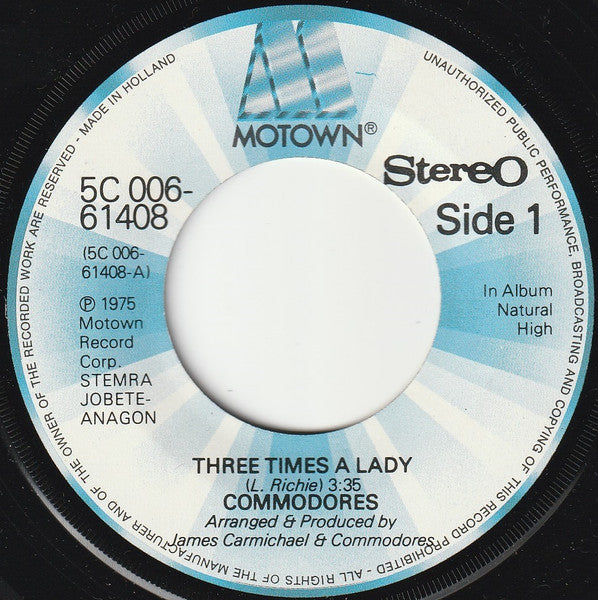 MOTOWN®
Stereo
Side 1
5C 006-
61408
(5C 006-
61408-A)
℗ 1975
Motown
Record
Corp.
STEMRA
JOBETE-
ANAGON
In Album
Natural
High
THREE TIMES A LADY
(L. Richie) 3:35
COMMODORES
Arranged & Produced by
James Carmichael & Commodores
UNAUTHORIZED PUBLIC PERFORMANCE, BROADCASTING AND COPYING OF THIS RECORD PROHIBITED - ALL RIGHTS OF THE MANUFACTURER AND OF THE OWNER OF THE RECORDED WORK ARE RESERVED - MADE IN HOLLAND